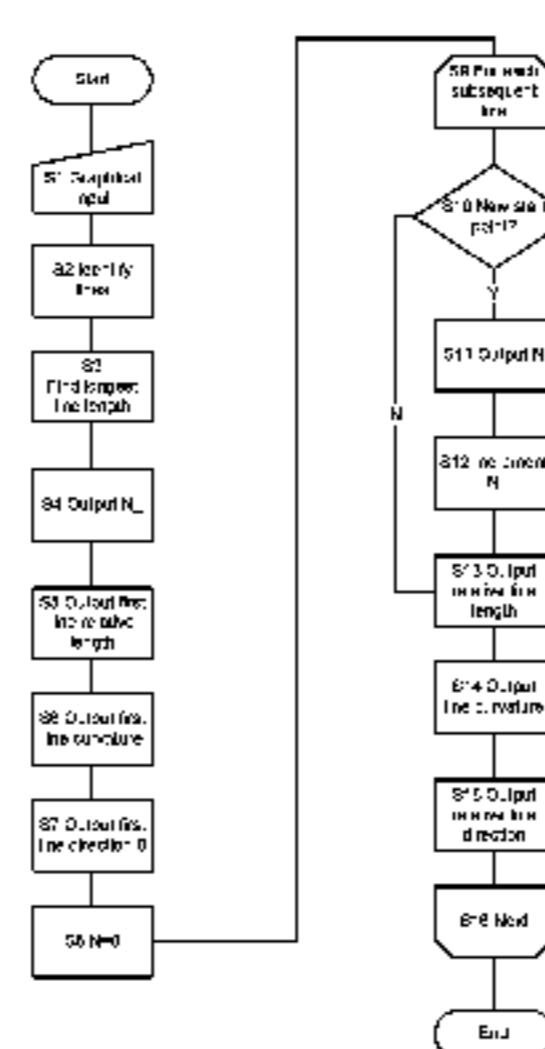 Start
S1 Graphical
input
S2 Identify
lines
S3
Find longest
line length
S4 Output N_
S5 Output first
line relative
length
S6 Output first
line curvature
S7 Output first
line direction 0
S8 N=0
S9 For each
subsequent
line
S10 New start
point?
Y
N
S11 Output N
S12 Increment
N
S13 Output
relative line
length
S14 Output
line curvature
S15 Output
relative line
direction
S16 Next
End